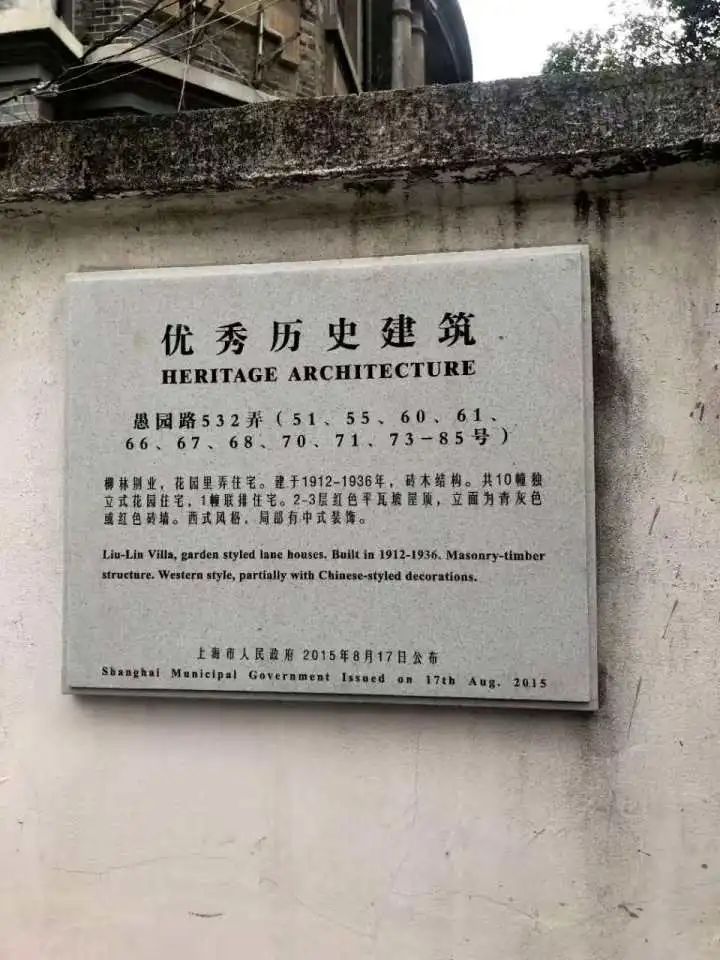 优秀历史建筑
HERITAGE ARCHITECTURE
愚园路532弄（51、55、60、61、
66、67、68、70、71、73-85号）
柳林别业，花园里弄住宅。建于1912-1936年，砖木结构。共10幢独
立式花园住宅，1幢联排住宅。2-3层红色平瓦坡屋顶，立面为青灰色
或红色砖墙。西式风格，局部有中式装饰。
Liu-Lin Villa, garden styled lane houses. Built in 1912-1936. Masonry-timber
structure. Western style, partially with Chinese-styled decorations.
上海市人民政府 2015年8月17日公布
Shanghai Municipal Government Issued on 17th Aug. 2015